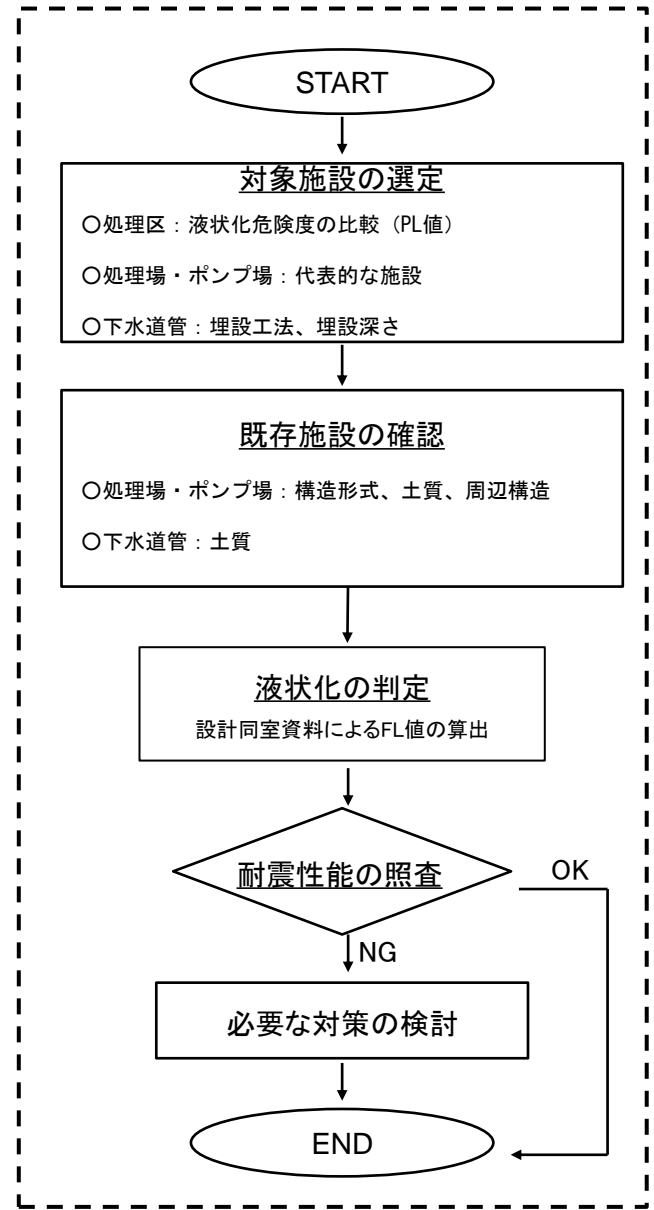 START
対象施設の選定
○処理区：液状化危険度の比較（PL値）
○処理場・ポンプ場：代表的な施設
○下水道管：埋設工法、埋設深さ
既存施設の確認
○処理場・ポンプ場：構造形式、土質、周辺構造
○下水道管：土質
液状化の判定
設計同室資料によるFL値の算出
耐震性能の照査
OK
NG
必要な対策の検討
END